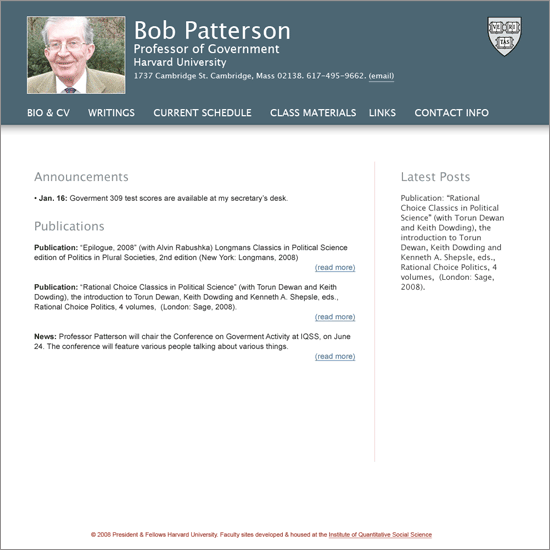 Bob Patterson
Professor of Government
Harvard University
1737 Cambridge St. Cambridge, Mass 02138. 617-495-9662. (email)
VE RI
TAS
BIO & CV WRITINGS CURRENT SCHEDULE CLASS MATERIALS LINKS CONTACT INFO
Announcements
• Jan. 16: Goverment 309 test scores are available at my secretary's desk.
Publications
Publication: “Epilogue, 2008” (with Alvin Rabushka) Longmans Classics in Political Science
edition of Politics in Plural Societies, 2nd edition (New York: Longmans, 2008)
(read more)
Publication: “Rational Choice Classics in Political Science” (with Torun Dewan and Keith
Dowding), the introduction to Torun Dewan, Keith Dowding and Kenneth A. Shepsle, eds.,
Rational Choice Politics, 4 volumes, (London: Sage, 2008).
(read more)
News: Professor Patterson will chair the Conference on Goverment Activity at IQSS, on June
24. The conference will feature various people talking about various things.
(read more)
Latest Posts
Publication: “Rational
Choice Classics in Political
Science” (with Torun Dewan
and Keith Dowding), the
introduction to Torun
Dewan, Keith Dowding and
Kenneth A. Shepsle, eds.,
Rational Choice Politics, 4
volumes, (London: Sage,
2008).
© 2008 President & Fellows Harvard University. Faculty sites developed & housed at the Institute of Quantitative Social Science